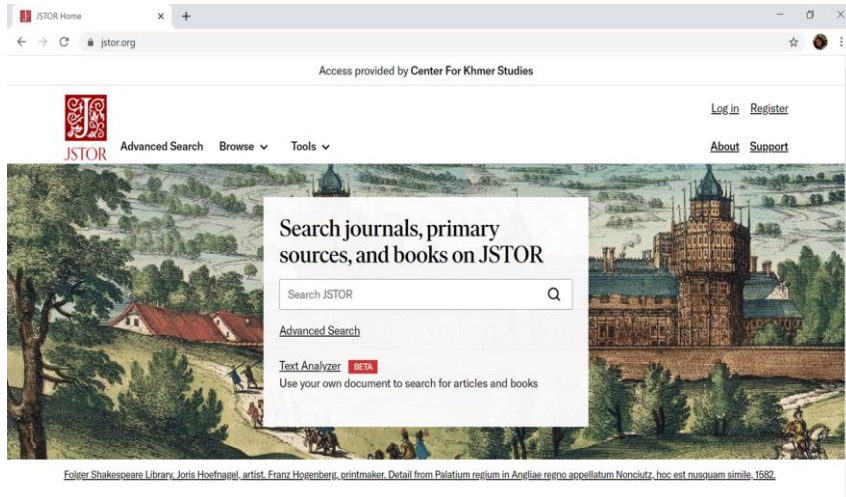 JSTOR Home
jstor.org
Access provided by Center For Khmer Studies
Log in Register
JSTOR
Advanced Search Browse Tools
About Support
Search journals, primary
sources, and books on JSTOR
Search JSTOR
Advanced Search
Text Analyzer BETA
Use your own document to search for articles and books
Folger Shakespeare Library. Joris Hoefnagel, artist. Franz Hogenberg, printmaker. Detail from Palatium regium in Angliae regno appellatum Nonciutz, hoc est nusquam simile, 1582.